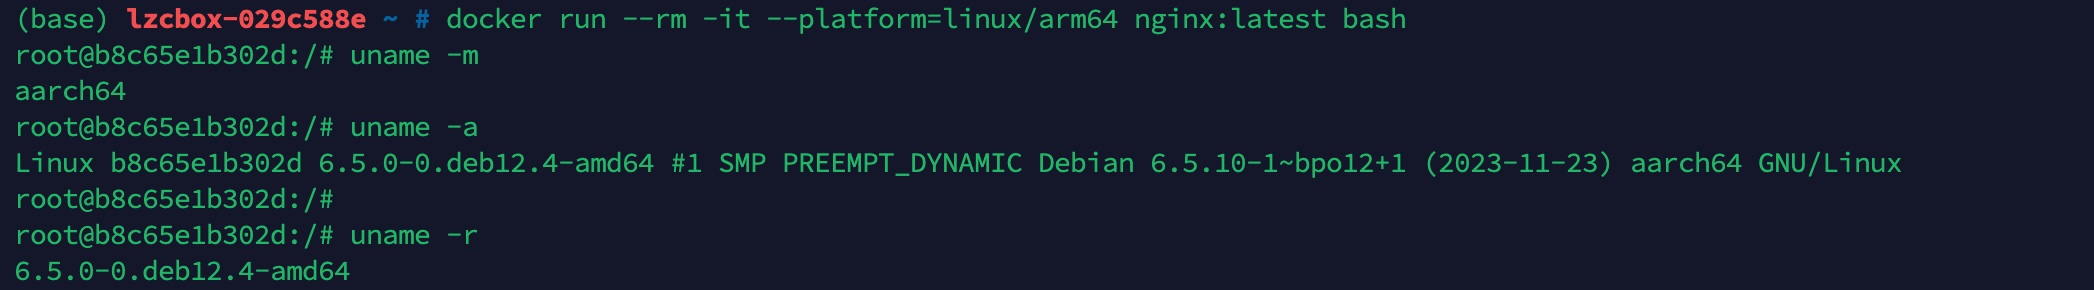 (base) lzcbox-029c588e ~ # docker run --rm -it --platform=linux/arm64 nginx:latest bash
root@b8c65e1b302d:/# uname -m
aarch64
root@b8c65e1b302d:/# uname -a
Linux b8c65e1b302d 6.5.0-0.deb12.4-amd64 #1 SMP PREEMPT_DYNAMIC Debian 6.5.10-1~bpo12+1 (2023-11-23) aarch64 GNU/Linux
root@b8c65e1b302d:/#
root@b8c65e1b302d:/# uname -r
6.5.0-0.deb12.4-amd64